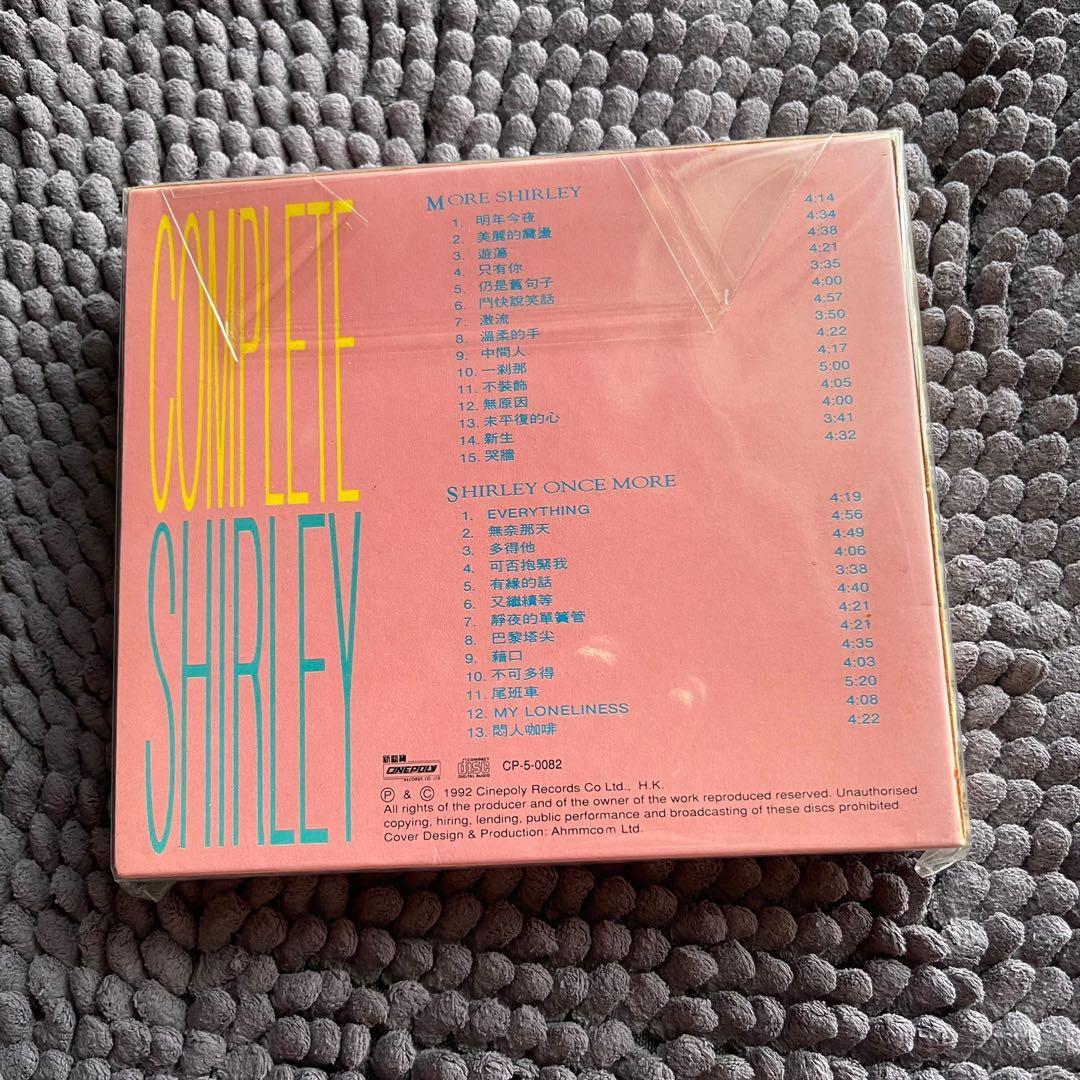 COMPLETE
SHIRLEY
MORE SHIRLEY
1. 明年今夜 4:14
2. 美麗的 4:34
3. 遊蕩 4:38
4. 只有你 4:21
5. 仍是舊句子 3:35
6. 鬥快說笑話 4:00
7. 激流 4:57
8. 溫柔的手 3:50
9. 中間人 4:22
10. 一剎那 4:17
11. 不裝飾 5:00
12. 無原因 4:05
13. 未平復的心 4:00
14. 新生 3:41
15. 哭牆 4:32
SHIRLEY ONCE MORE
1. EVERYTHING 4:19
2. 無奈那天 4:56
3. 多得他 4:49
4. 可否抱緊我 4:06
5. 有緣的話 3:38
6. 又繼續等 4:40
7. 靜夜的單簧管 4:21
8. 巴黎塔尖 4:21
9. 藉口 4:35
10. 不可多得 4:03
11. 尾班車 5:20
12. MY LONELINESS 4:08
13. 悶人咖啡 4:22
新藝寶
CINEPOLY
RECORDS CO LTD
COMPACT
disc
DIGITAL AUDIO
CP-5-0082
Ⓟ & © 1992 Cinepoly Records Co Ltd., H.K.
All rights of the producer and of the owner of the work reproduced reserved. Unauthorised
copying, hiring, lending, public performance and broadcasting of these discs prohibited.
Cover Design & Production: Ahmmcom Ltd.